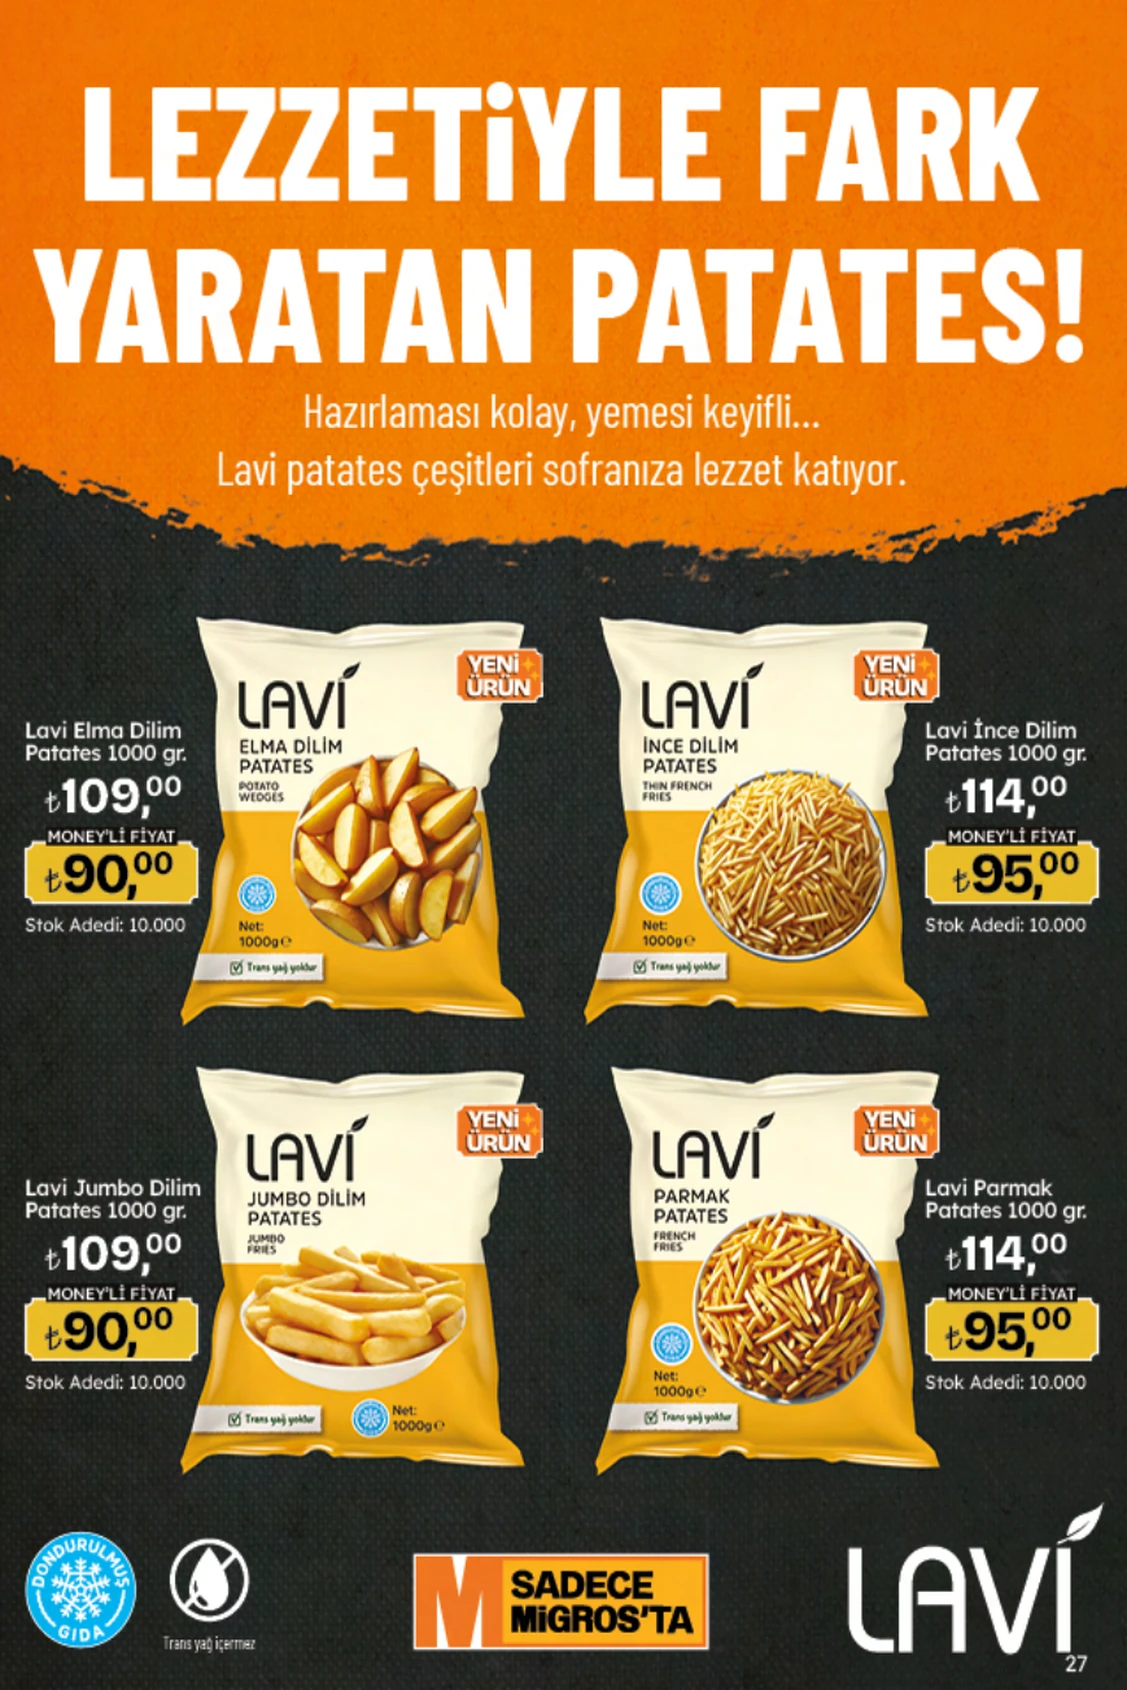 LEZZETiYLE FARK
YARATAN PATATES!
Hazırlaması kolay, yemesi keyifli...
Lavi patates çeşitleri sofranıza lezzet katıyor.
Lavi Elma Dilim
Patates 1000 gr.
₺109,00
MONEY'Lİ FİYAT
₺90,00
Stok Adedi: 10.000
YENİ
ÜRÜN
LAVİ
ELMA DİLİM
PATATES
POTATO
WEDGES
Net:
1000g ℮
Trans yağ yoktur
YENİ
ÜRÜN
LAVİ
İNCE DİLİM
PATATES
THIN FRENCH
FRIES
Net:
1000g ℮
Trans yağ yoktur
Lavi İnce Dilim
Patates 1000 gr.
₺114,00
MONEY'Lİ FİYAT
₺95,00
Stok Adedi: 10.000
Lavi Jumbo Dilim
Patates 1000 gr.
₺109,00
MONEY'Lİ FİYAT
₺90,00
Stok Adedi: 10.000
YENİ
ÜRÜN
LAVİ
JUMBO DİLİM
PATATES
JUMBO
FRIES
Net:
1000g ℮
Trans yağ yoktur
YENİ
ÜRÜN
LAVİ
PARMAK
PATATES
FRENCH
FRIES
Net:
1000g ℮
Trans yağ yoktur
Lavi Parmak
Patates 1000 gr.
₺114,00
MONEY'Lİ FİYAT
₺95,00
Stok Adedi: 10.000
DONDURULMUŞ
GIDA
Trans yağ içermez
M SADECE
MiGROS'TA
LAVİ
27